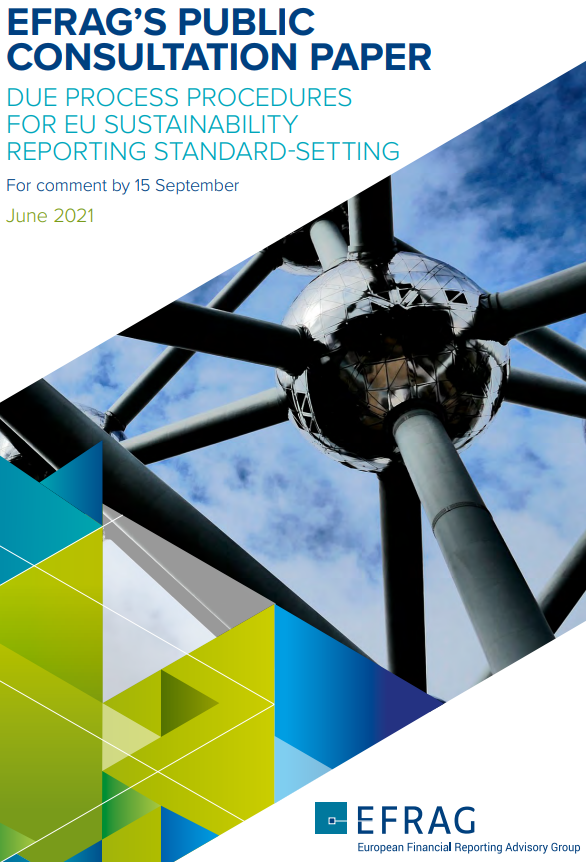 EFRAG'S PUBLIC
CONSULTATION PAPER
DUE PROCESS PROCEDURES
FOR EU SUSTAINABILITY
REPORTING STANDARD-SETTING
For comment by 15 September
June 2021
EFRAG
European Financial Reporting Advisory Group